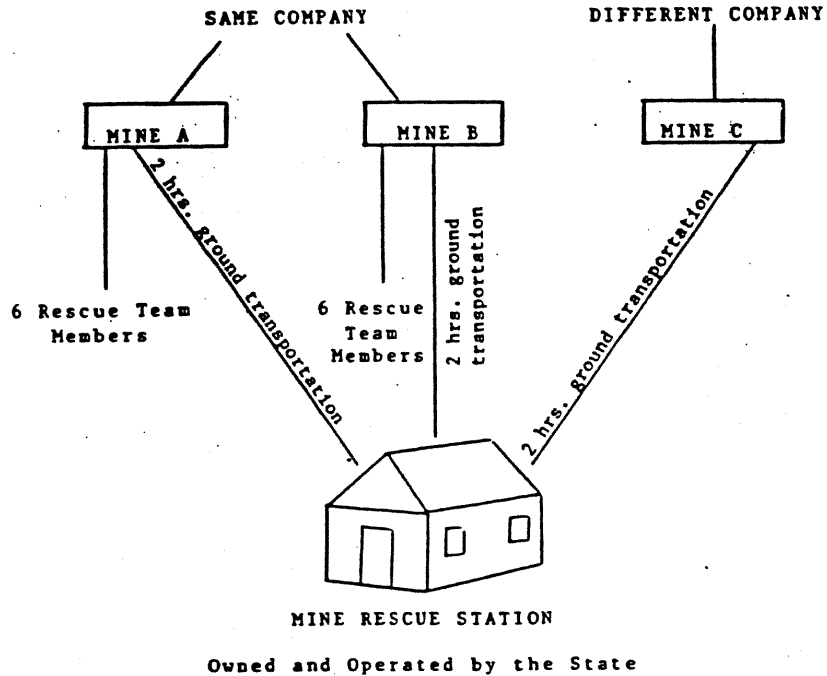 SAME COMPANY
DIFFERENT COMPANY
MINE A
MINE B
MINE C
2 hrs. ground transportation
2 hrs. ground
transportation
2 hrs. ground transportation
6 Rescue Team
Members
6 Rescue
Team
Members
MINE RESCUE STATION
Owned and Operated by the State